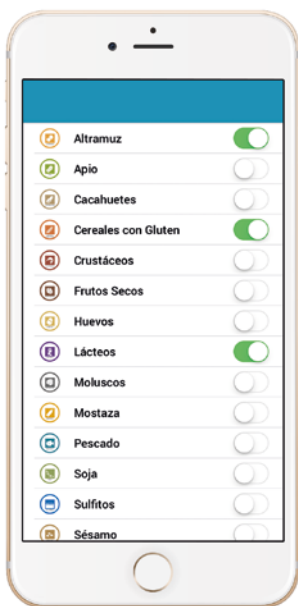 Altramuz
Apio
Cacahuetes
Cereales con Gluten
Crustáceos
Frutos Secos
Huevos
Lácteos
Moluscos
Mostaza
Pescado
Soja
Sulfitos
Sésamo